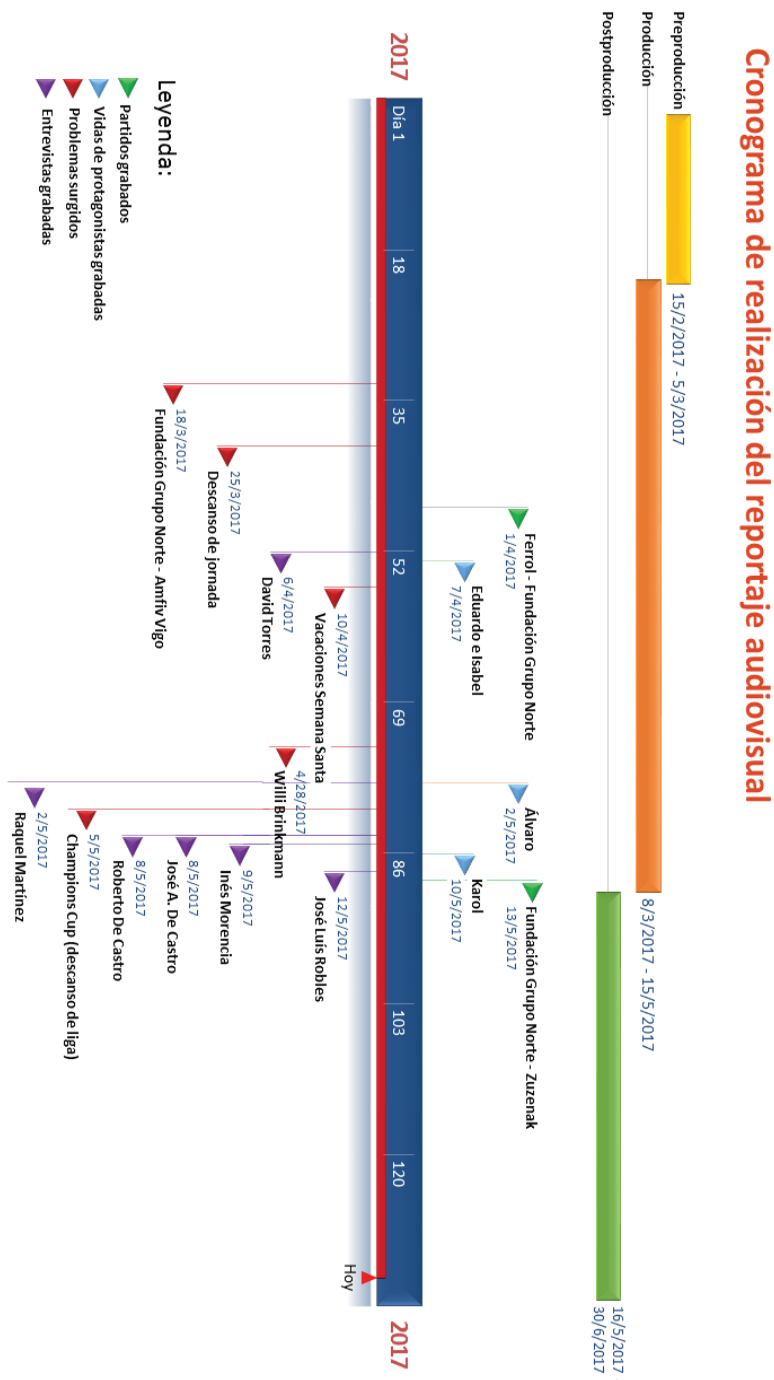 Cronograma de realización del reportaje audiovisual
Preproducción
15/2/2017 - 5/3/2017
Producción
8/3/2017 - 15/5/2017
Postproducción
16/5/2017 -
30/6/2017
Ferrol - Fundación Grupo Norte
1/4/2017
Eduardo e Isabel
7/4/2017
Álvaro
2/5/2017
Karol
10/5/2017
Fundación Grupo Norte - Zuzenak
13/5/2017
2017
Día 1
18
35
52
69
86
103
120
2017
Hoy
10/4/2017
Vacaciones Semana Santa
12/5/2017
José Luis Robles
6/4/2017
David Torres
4/28/2017
Willi Brinkmann
9/5/2017
Inés Morencia
25/3/2017
Descanso de jornada
8/5/2017
José A. De Castro
18/3/2017
Fundación Grupo Norte - Amfiv Vigo
8/5/2017
Roberto De Castro
5/5/2017
Champions Cup (descanso de liga)
2/5/2017
Raquel Martínez
Leyenda:
Partidos grabados
Vidas de protagonistas grabadas
Problemas surgidos
Entrevistas grabadas